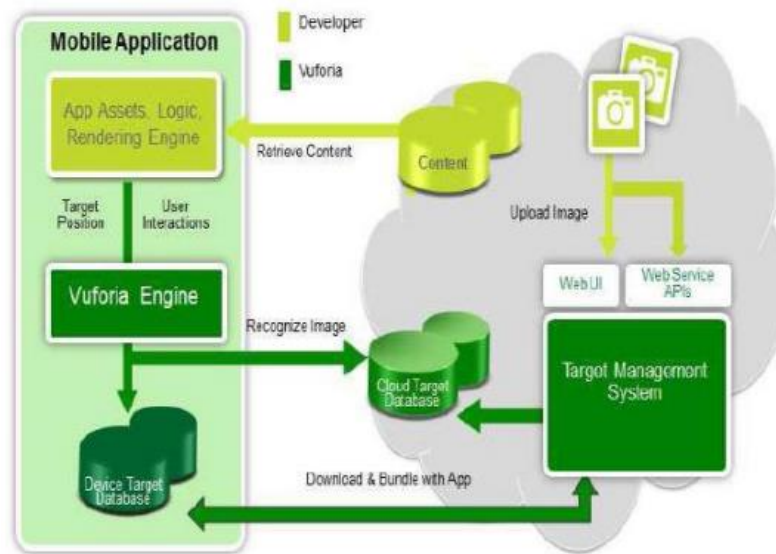 Mobile Application
Developer
Vuforia
App Assets, Logic,
Rendering Engine
Retrieve Content
Content
Target
Position
User
Interactions
Upload Image
Vuforia Engine
Web UI
Web Service
APIs
Recognize Image
Cloud Target
Database
Target Management
System
Device Target
Database
Download & Bundle with App